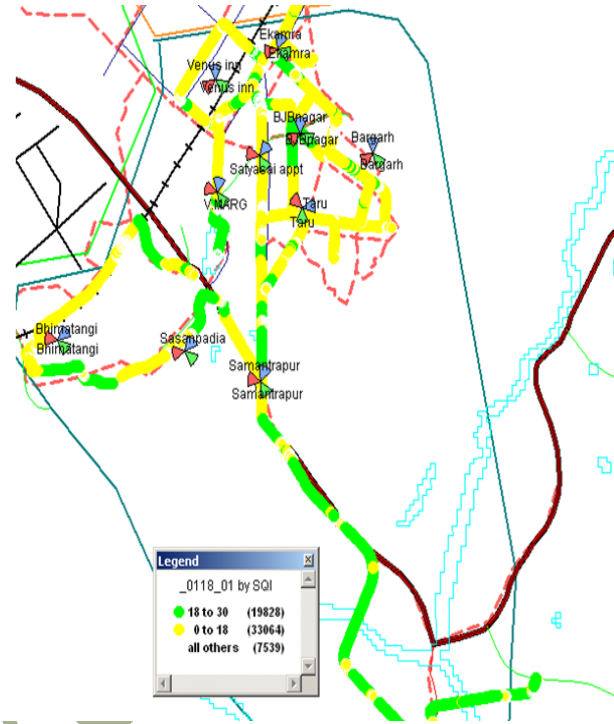 Ekamra
Ekamra
Venus inn
Venus inn
BJBnagar
BJBnagar
Bargarh
Bargarh
Satyasai appt
V.MARG
Taru
Taru
Bhimatangi
Bhimatangi
Sasanpadia
Samantrapur
Samantrapur
Legend
_0118_01 by SQI
18 to 30 (19828)
0 to 18 (33064)
all others (7539)